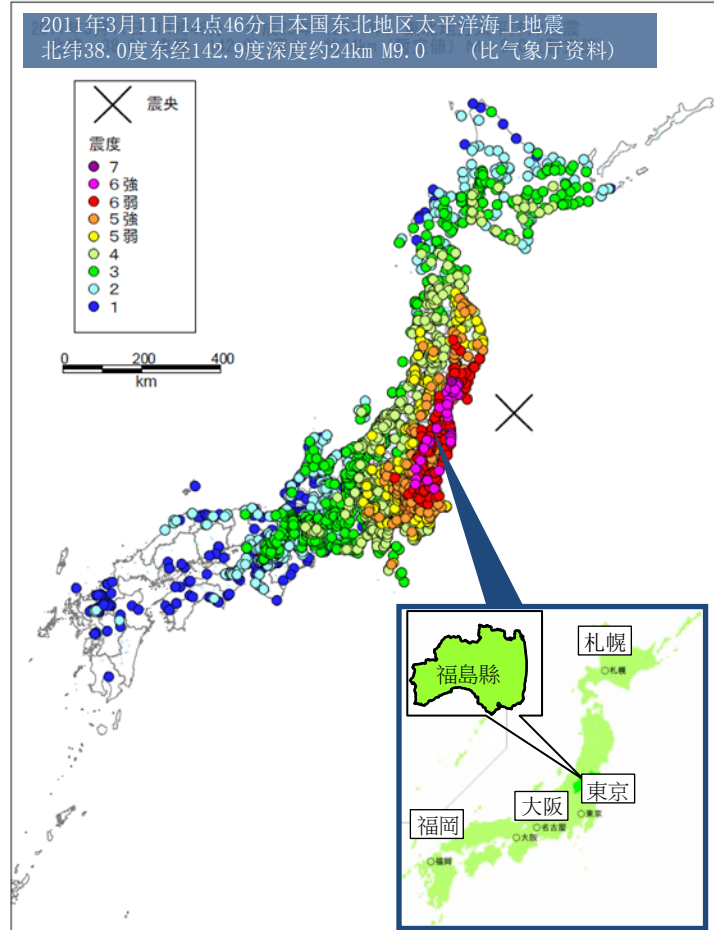 2011年3月11日14点46分日本国东北地区太平洋海上地震
北纬38.0度东经142.9度深度约24km M9.0 (比气象厅资料)
震央
震度
7
6強
6弱
5強
5弱
4
3
2
1
0 200 400
km
福島縣
札幌
札幌
東京
大阪
東京
福岡
名古屋
大阪
福岡